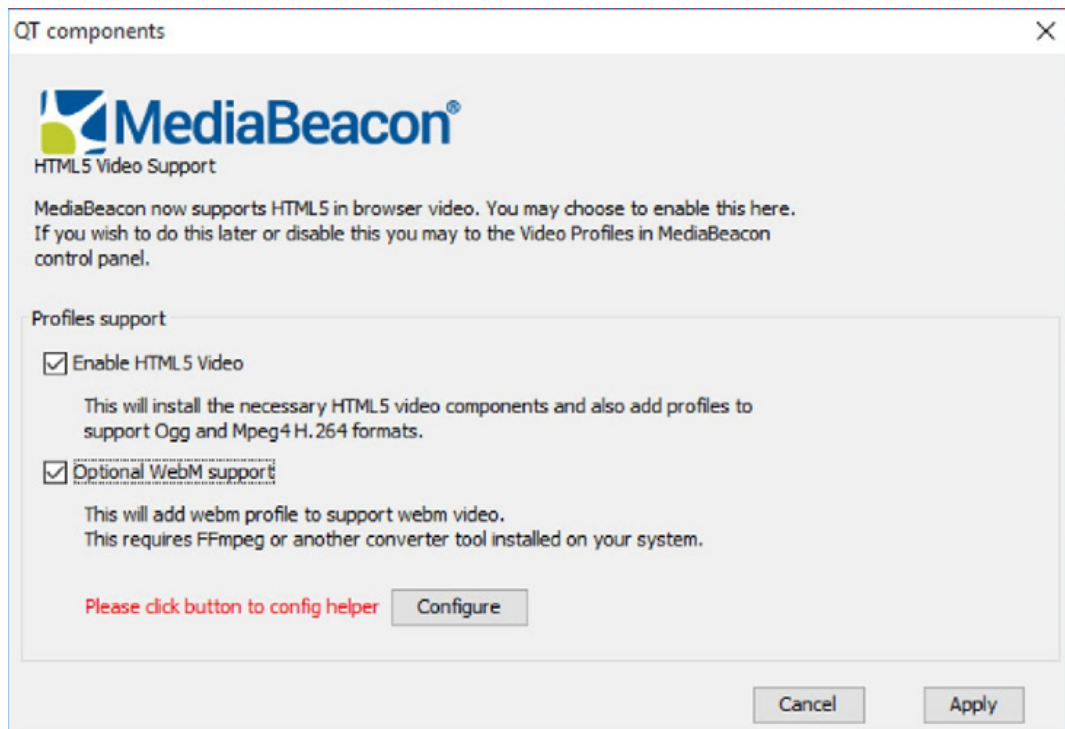 QT components
MediaBeacon®
HTML5 Video Support
MediaBeacon now supports HTML5 in browser video. You may choose to enable this here.
If you wish to do this later or disable this you may to the Video Profiles in MediaBeacon
control panel.
Profiles support
Enable HTML5 Video
This will install the necessary HTML5 video components and also add profiles to
support Ogg and Mpeg4 H.264 formats.
Optional WebM support
This will add webm profile to support webm video.
This requires FFmpeg or another converter tool installed on your system.
Please click button to config helper Configure
Cancel Apply